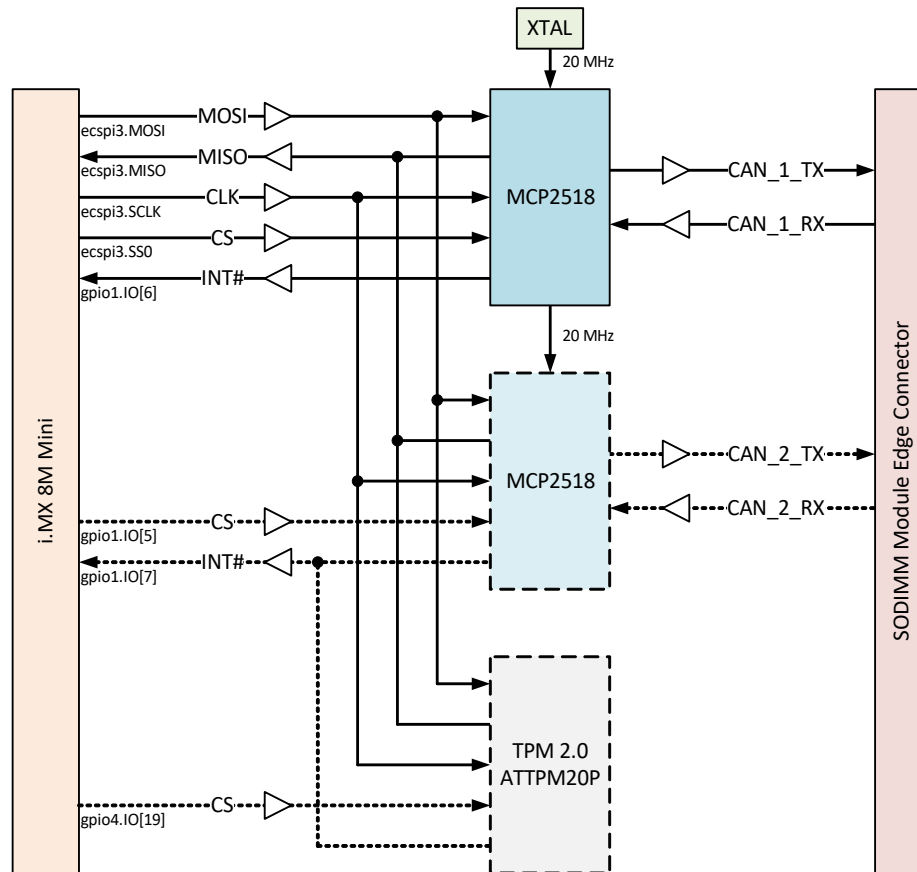 XTAL
20 MHz
MOSI
ecspi3.MOSI
MISO
ecspi3.MISO
CLK
ecspi3.SCLK
CS
ecspi3.SS0
INT#
gpio1.IO[6]
MCP2518
CAN_1_TX
CAN_1_RX
20 MHz
i.MX 8M Mini
SODIMM Module Edge Connector
MCP2518
CAN_2_TX
CAN_2_RX
CS
gpio1.IO[5]
INT#
gpio1.IO[7]
TPM 2.0
ATTPM20P
CS
gpio4.IO[19]